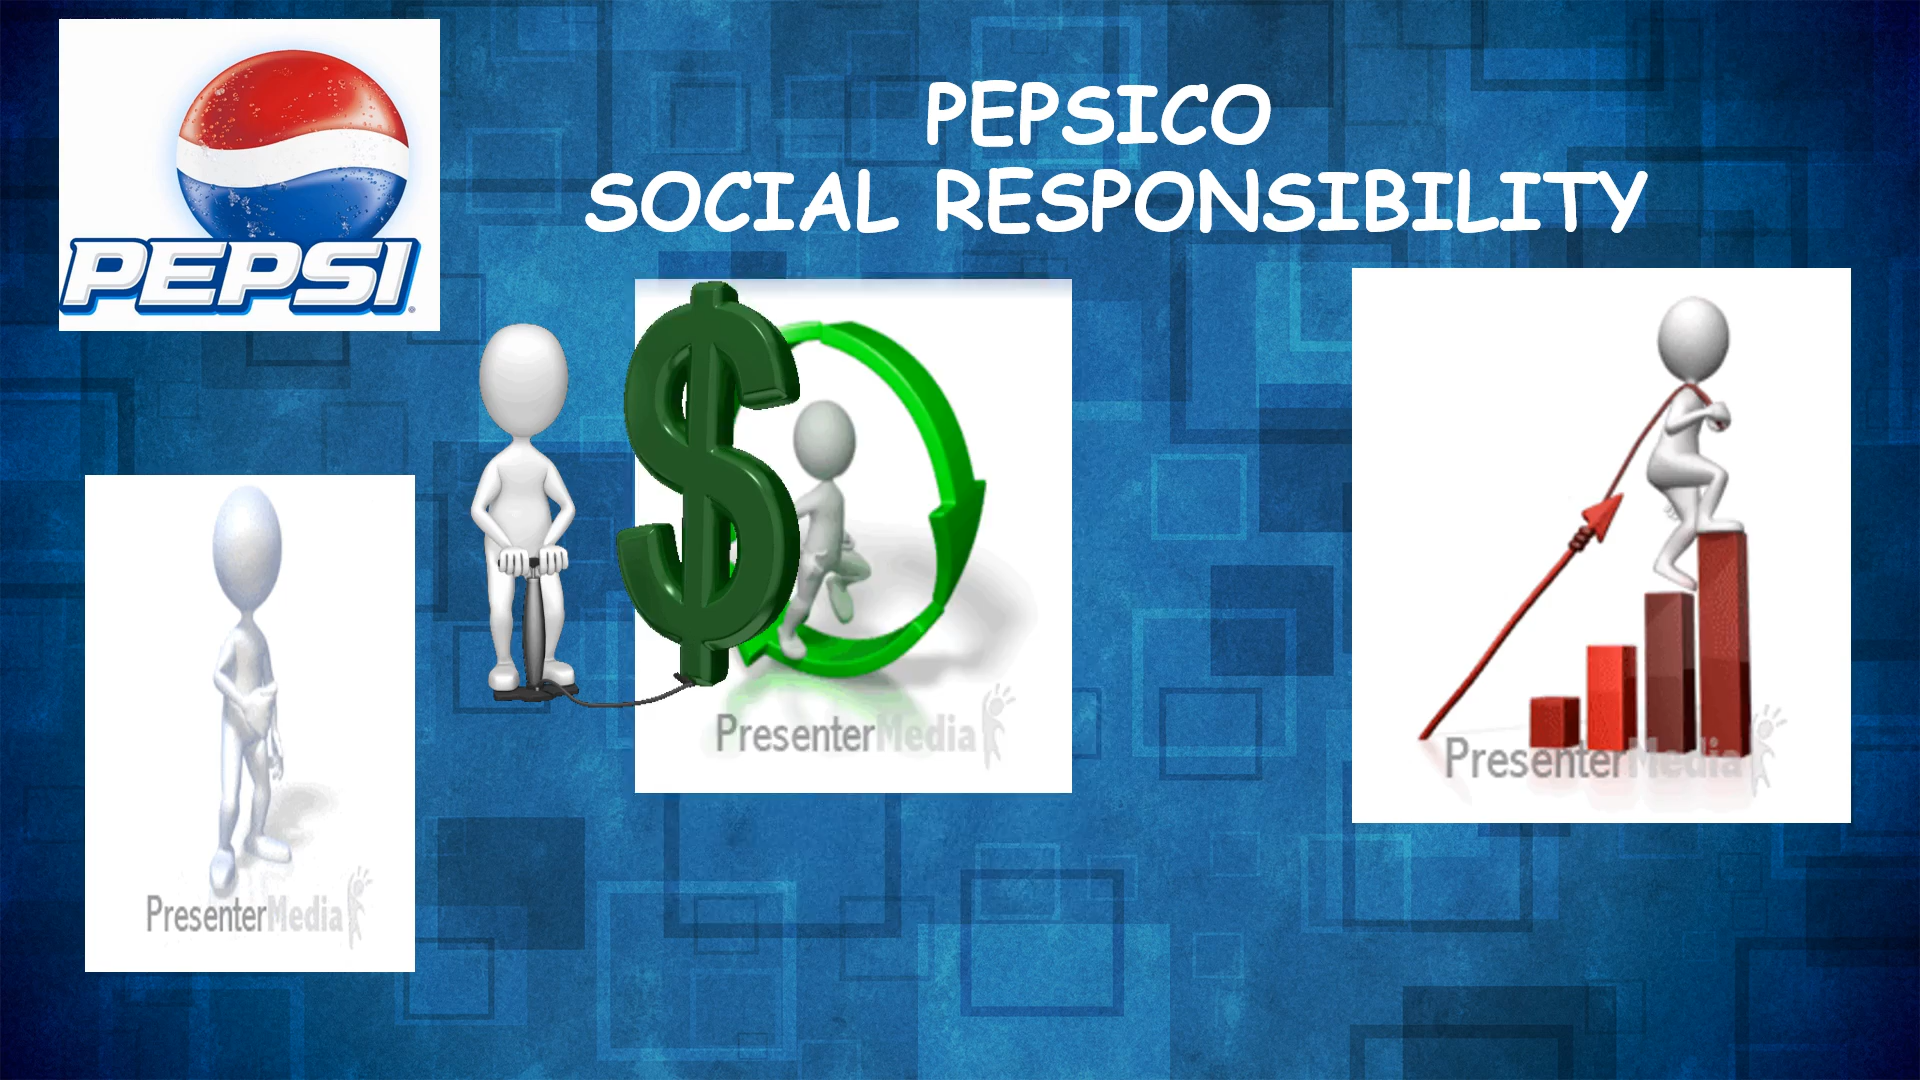 PEPSICO
SOCIAL RESPONSIBILITY
PEPSI
PresenterMedia
PresenterMedia
PresenterMedia